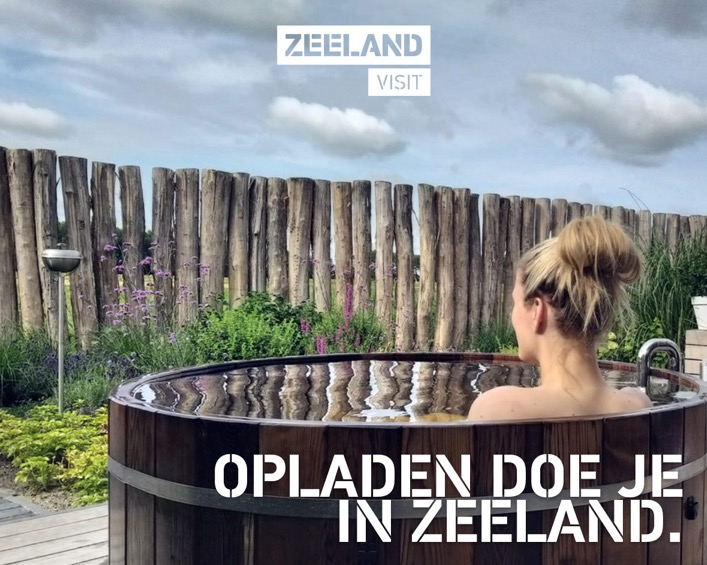 ZEELAND
VISIT
OPLADEN DOE JE
IN ZEELAND.